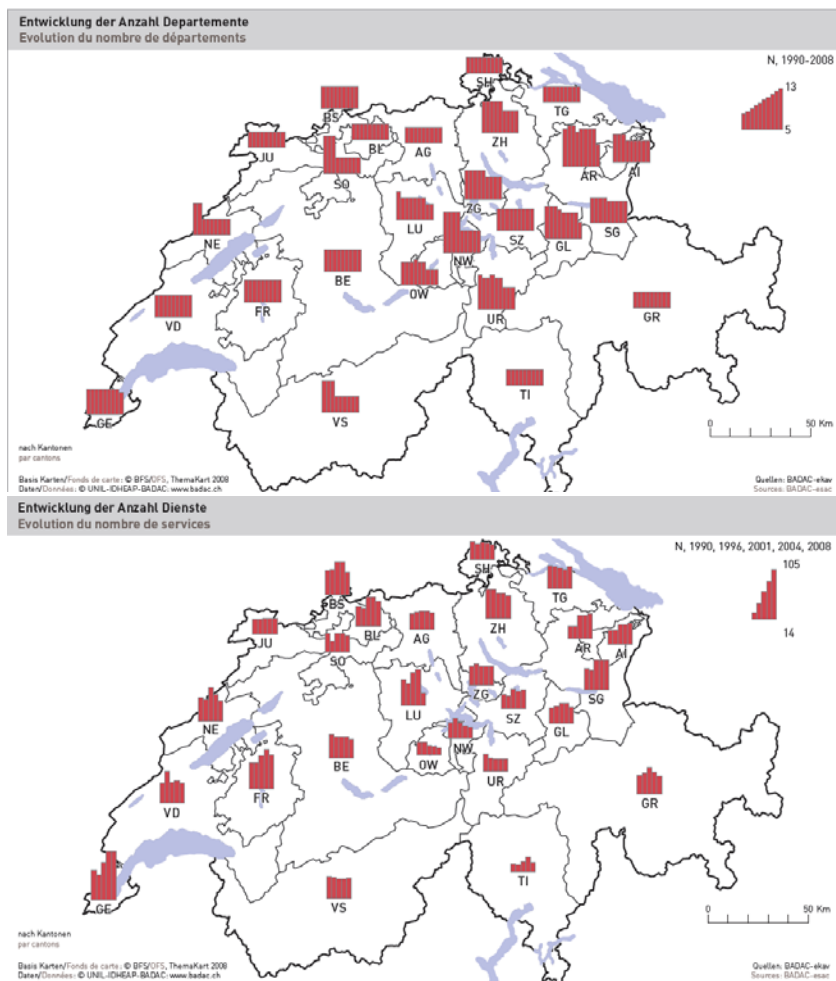 Entwicklung der Anzahl Departemente
Evolution du nombre de départements
N, 1990-2008
13
5
SH
TG
BS
BL
AG
ZH
JU
SO
AR
AI
ZG
LU
NE
NW
SZ
GL
SG
BE
OW
FR
VD
UR
GR
TI
GE
VS
0
50 Km
nach Kantonen
par cantons
Basis Karten/Fonds de carte: © BFS/OFS, ThemaKart 2008
Daten/Données: © UNIL-IDHEAP-BADAC: www.badac.ch
Quellen: BADAC-ekav
Sources: BADAC-esac
Entwicklung der Anzahl Dienste
Evolution du nombre de services
N, 1990, 1996, 2001, 2004, 2008
105
14
SH
TG
BS
BL
AG
ZH
JU
SO
AR
AI
ZG
SG
LU
SZ
NE
GL
NW
BE
OW
UR
FR
VD
GR
TI
GE
VS
0
50 Km
nach Kantonen
par cantons
Basis Karten/Fonds de carte: © BFS/OFS, ThemaKart 2008
Daten/Données: © UNIL-IDHEAP-BADAC: www.badac.ch
Quellen: BADAC-ekav
Sources: BADAC-esac